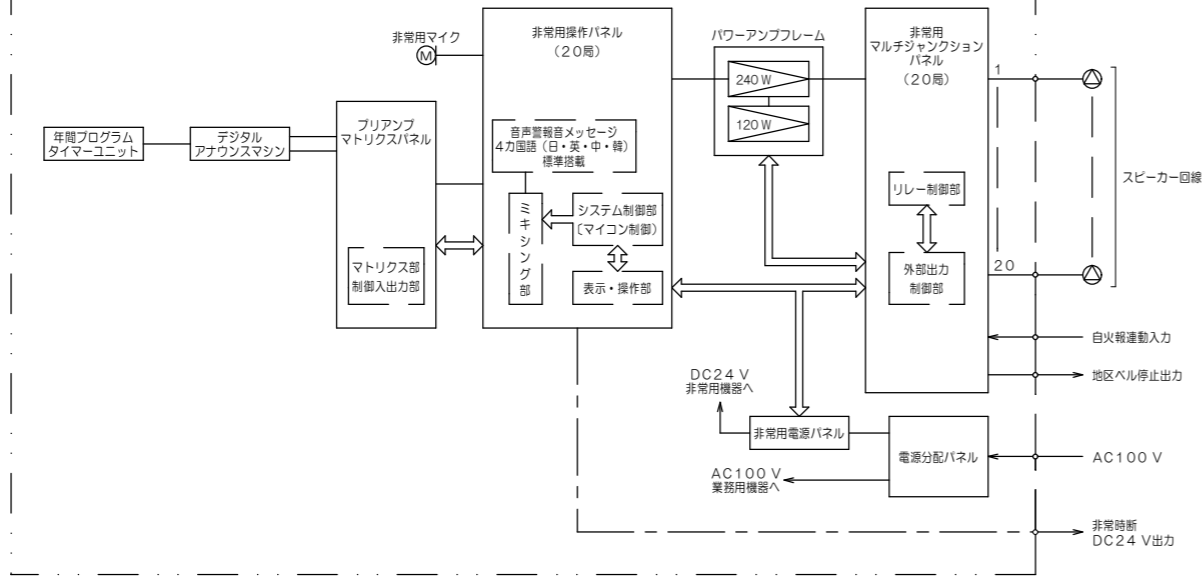 年間プログラム
タイマーユニット
デジタル
アナウンスマシン
プリアンプ
マトリクスパネル
マトリクス部
制御入出力部
非常用マイク
M
非常用操作パネル
(20局)
音声警報音メッセージ
4カ国語(日・英・中・韓)
標準搭載
ミキシング部
システム制御部
〔マイコン制御〕
表示・操作部
パワーアンプフレーム
240W
120W
非常用
マルチジャンクション
パネル
(20局)
リレー制御部
外部出力
制御部
1
20
スピーカー回線
自火報連動入力
地区ベル停止出力
DC24V
非常用機器へ
非常用電源パネル
電源分配パネル
AC100V
AC100V
業務用機器へ
非常時断
DC24V出力